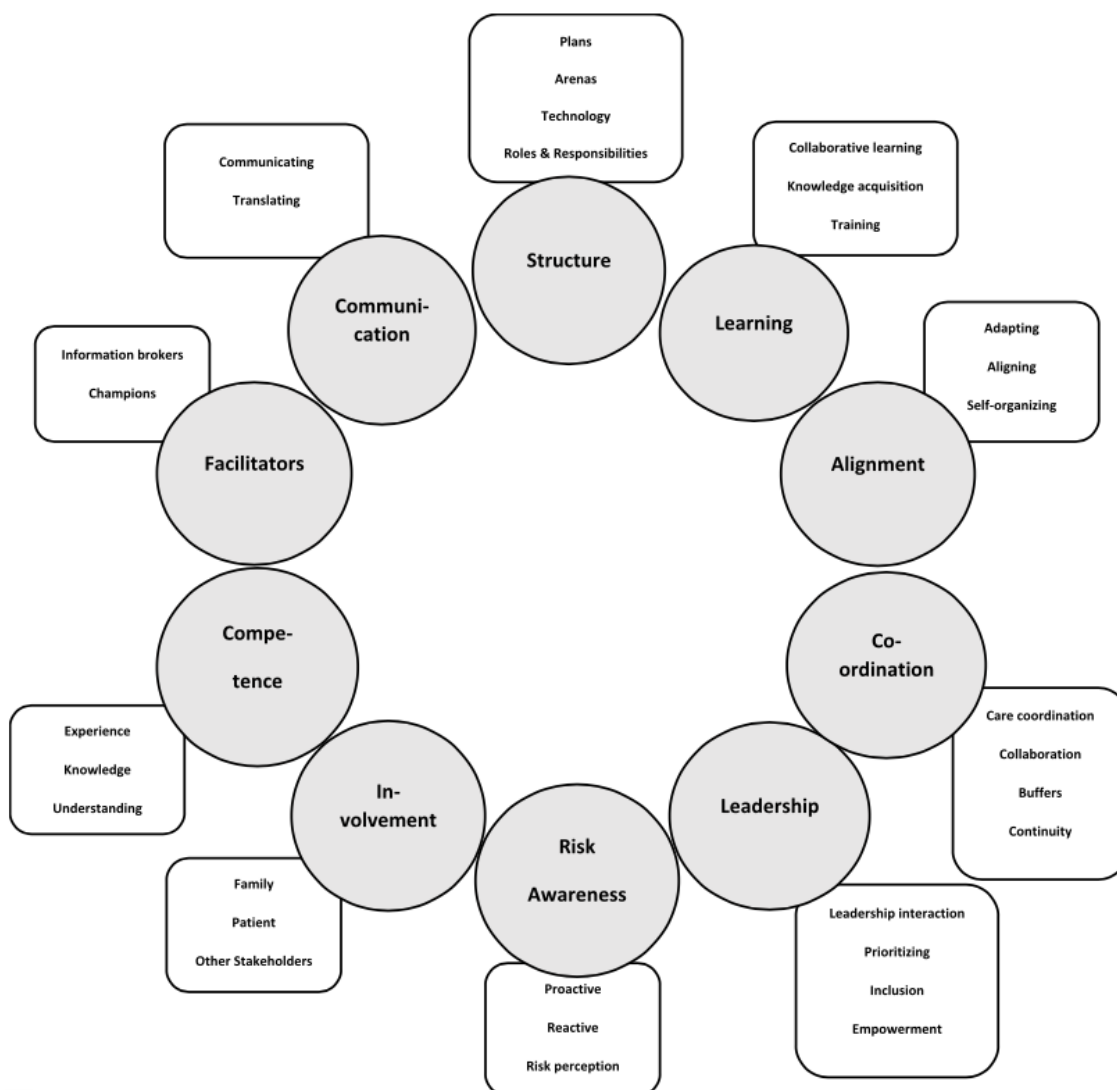 Plans
Arenas
Technology
Roles & Responsibilities
Structure
Collaborative learning
Knowledge acquisition
Training
Learning
Adapting
Aligning
Self-organizing
Alignment
Co-
ordination
Care coordination
Collaboration
Buffers
Continuity
Leadership
Leadership interaction
Prioritizing
Inclusion
Empowerment
Risk
Awareness
Proactive
Reactive
Risk perception
In-
volvement
Family
Patient
Other Stakeholders
Compe-
tence
Experience
Knowledge
Understanding
Facilitators
Information brokers
Champions
Communi-
cation
Communicating
Translating